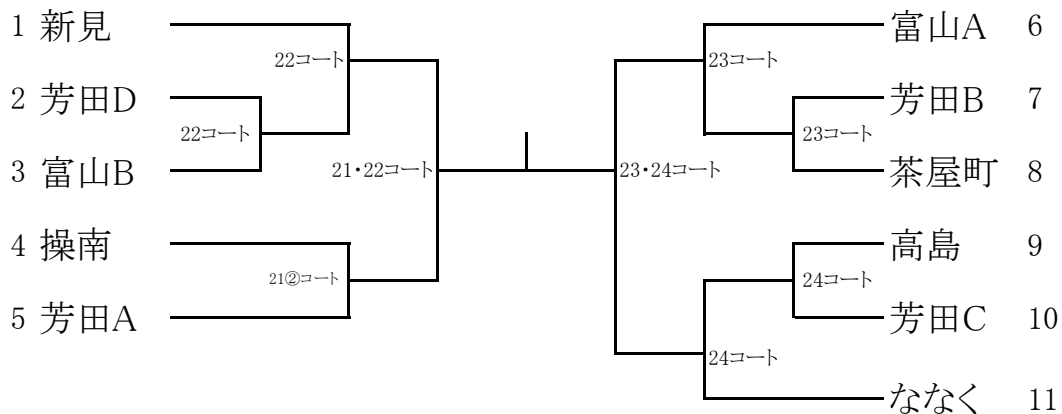 1 新見
2 芳田D
3 富山B
4 操南
5 芳田A
22コート
22コート
21・22コート
21②コート
富山A 6
芳田B 7
茶屋町 8
高島 9
芳田C 10
ななく 11
23コート
23コート
23・24コート
24コート
24コート